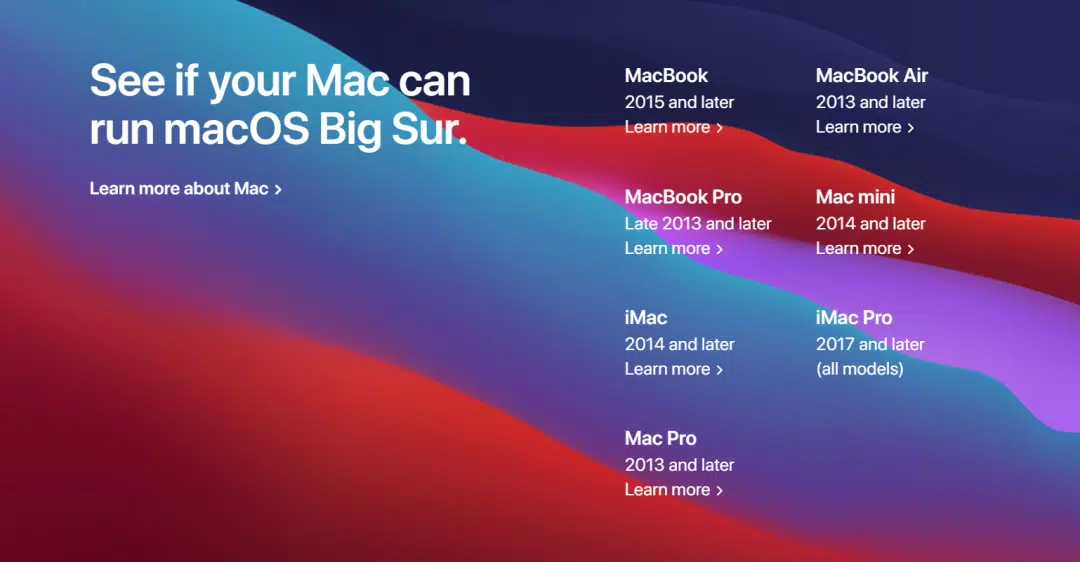 See if your Mac can
run macOS Big Sur.
Learn more about Mac >
MacBook
2015 and later
Learn more >
MacBook Air
2013 and later
Learn more >
MacBook Pro
Late 2013 and later
Learn more >
Mac mini
2014 and later
Learn more >
iMac
2014 and later
Learn more >
iMac Pro
2017 and later
(all models)
Mac Pro
2013 and later
Learn more >